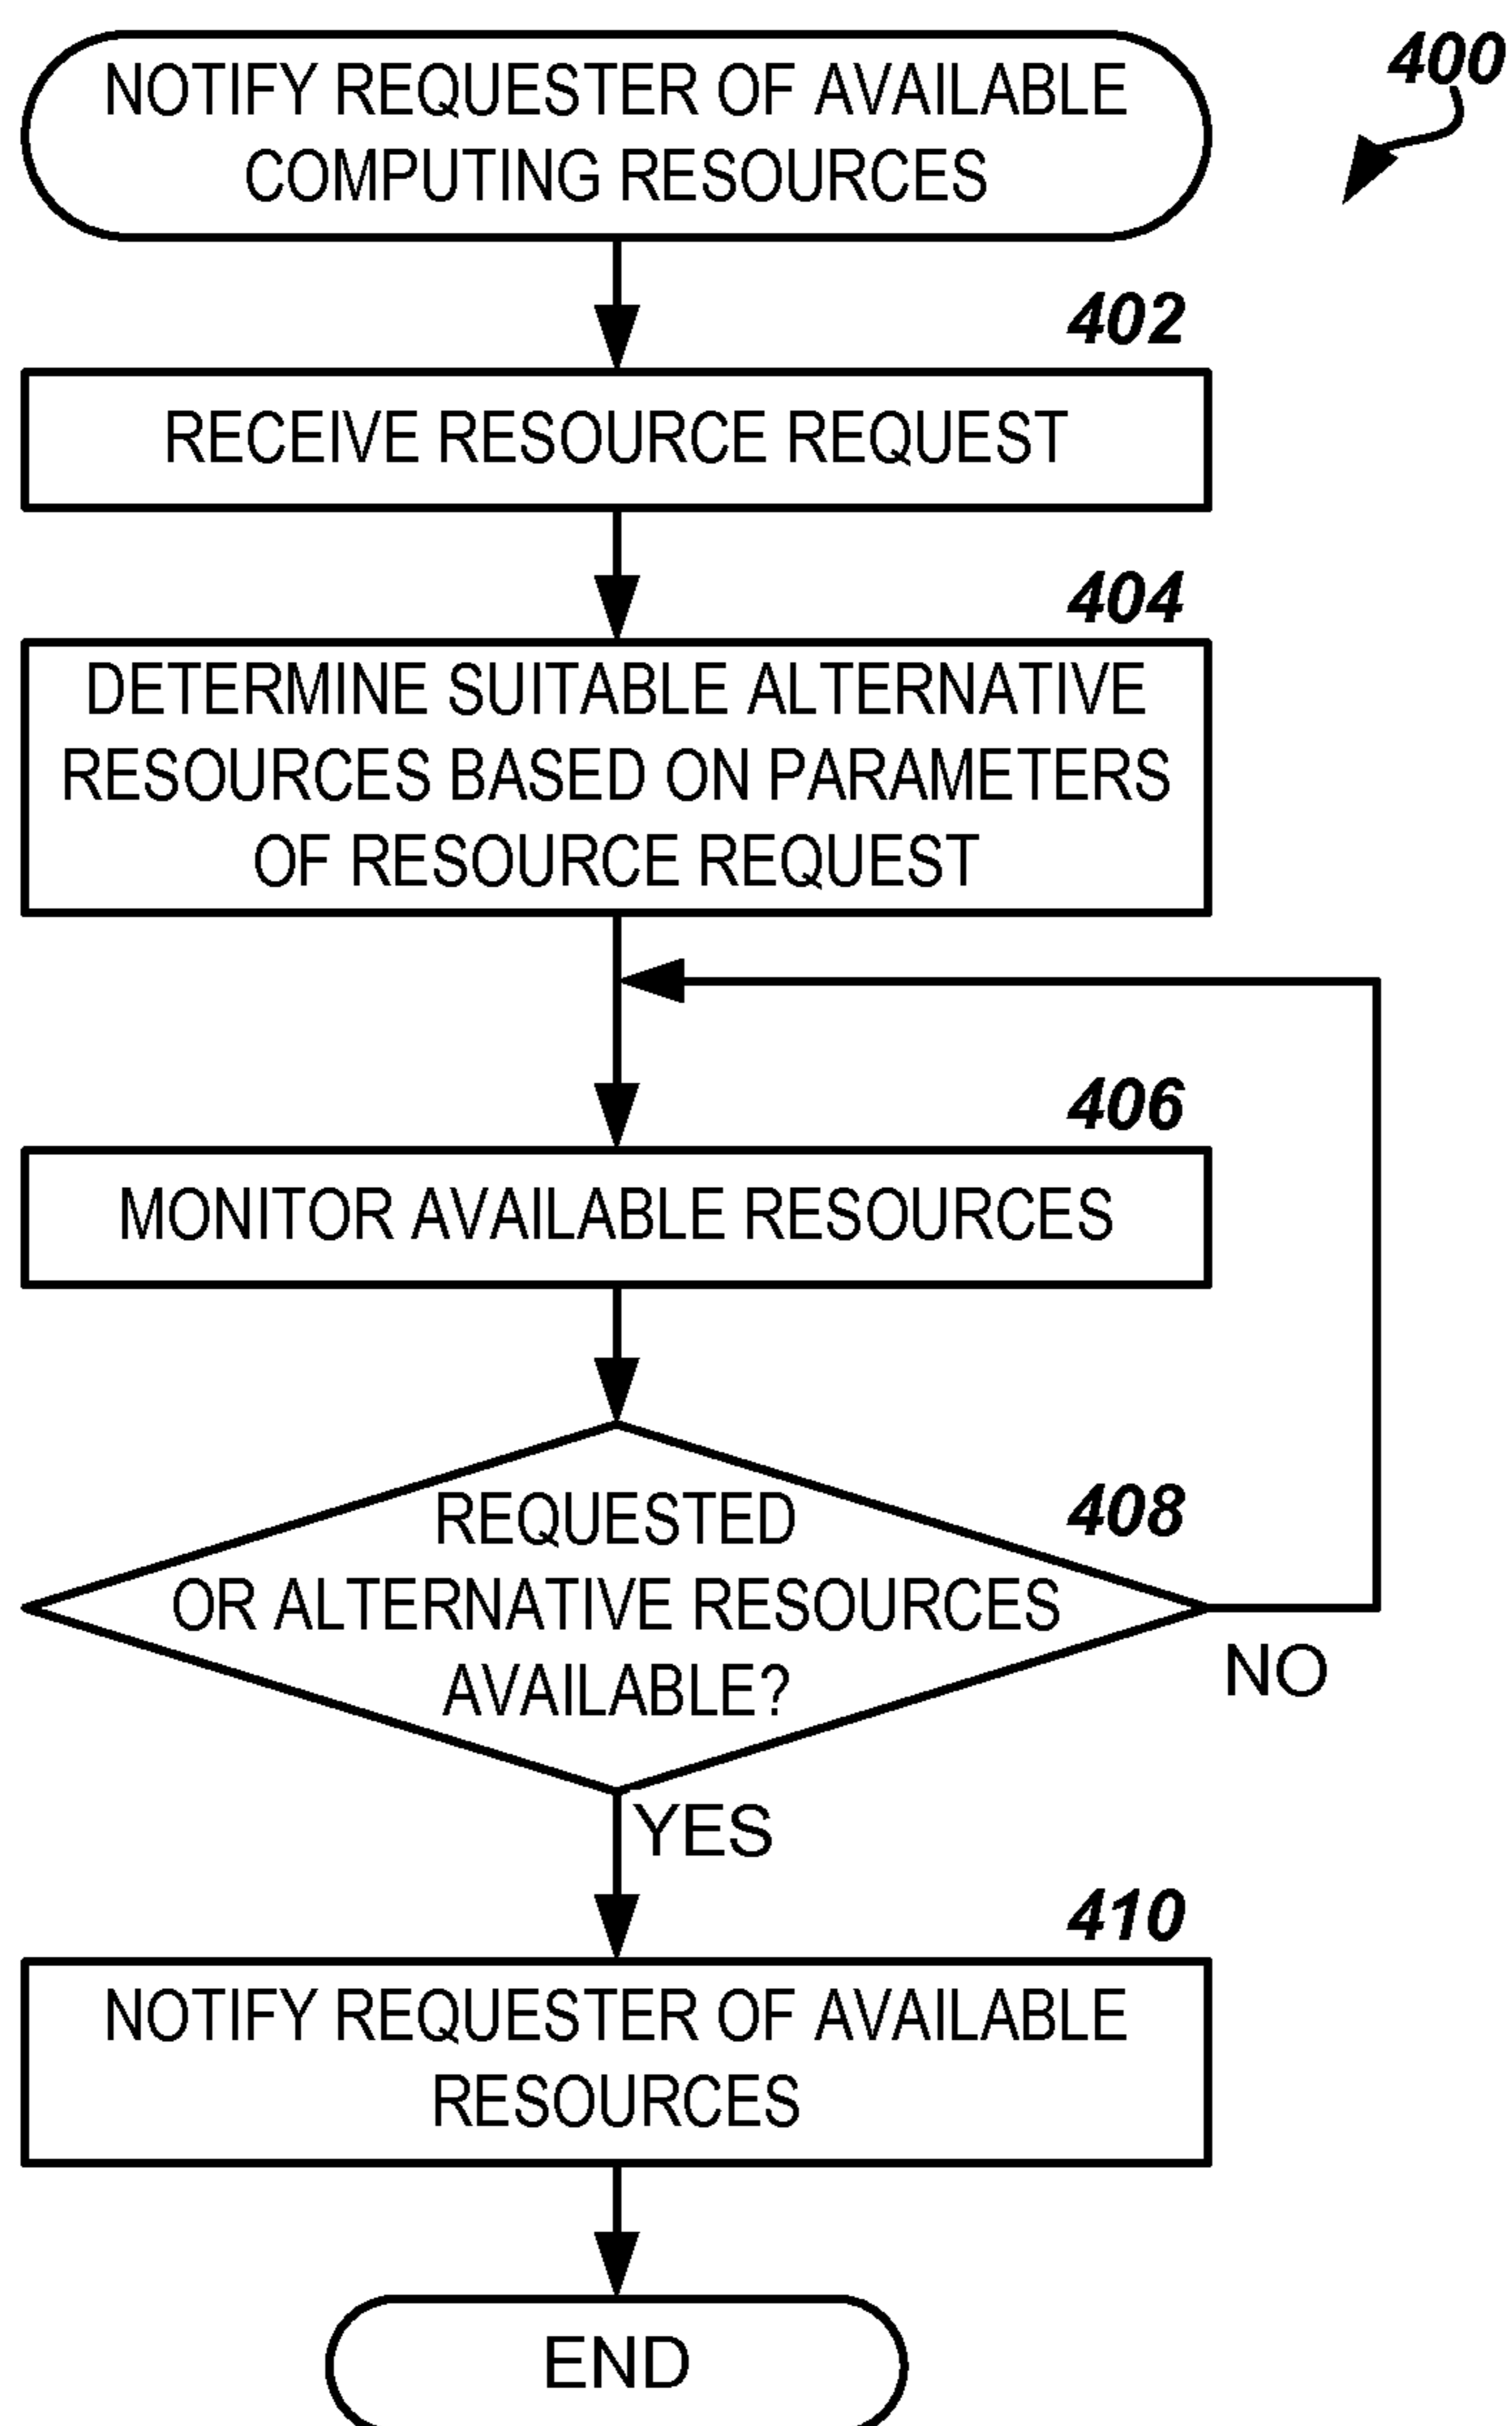 NOTIFY REQUESTER OF AVAILABLE
COMPUTING RESOURCES
400
402
RECEIVE RESOURCE REQUEST
404
DETERMINE SUITABLE ALTERNATIVE
RESOURCES BASED ON PARAMETERS
OF RESOURCE REQUEST
406
MONITOR AVAILABLE RESOURCES
408
REQUESTED
OR ALTERNATIVE RESOURCES
AVAILABLE?
NO
YES
410
NOTIFY REQUESTER OF AVAILABLE
RESOURCES
END